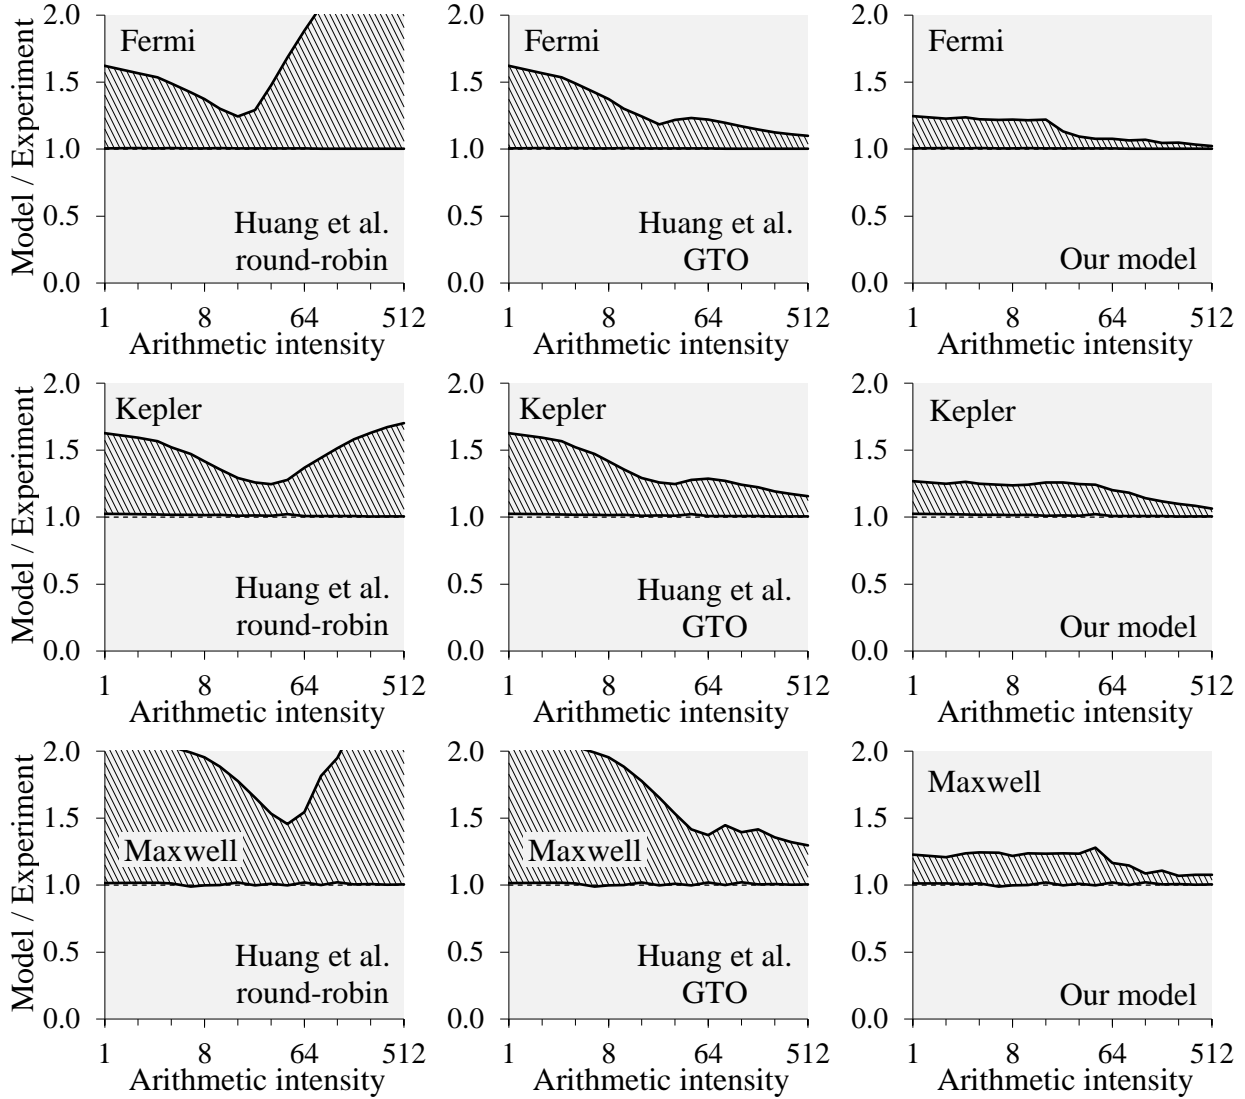 Model / Experiment
2.0
1.5
1.0
0.5
0.0
Fermi
Huang et al.
round-robin
1 8 64 512
Arithmetic intensity
2.0
1.5
1.0
0.5
0.0
Fermi
Huang et al.
GTO
1 8 64 512
Arithmetic intensity
2.0
1.5
1.0
0.5
0.0
Fermi
Our model
1 8 64 512
Arithmetic intensity
Model / Experiment
2.0
1.5
1.0
0.5
0.0
Kepler
Huang et al.
round-robin
1 8 64 512
Arithmetic intensity
2.0
1.5
1.0
0.5
0.0
Kepler
Huang et al.
GTO
1 8 64 512
Arithmetic intensity
2.0
1.5
1.0
0.5
0.0
Kepler
Our model
1 8 64 512
Arithmetic intensity
Model / Experiment
2.0
1.5
1.0
0.5
0.0
Maxwell
Huang et al.
round-robin
1 8 64 512
Arithmetic intensity
2.0
1.5
1.0
0.5
0.0
Maxwell
Huang et al.
GTO
1 8 64 512
Arithmetic intensity
2.0
1.5
1.0
0.5
0.0
Maxwell
Our model
1 8 64 512
Arithmetic intensity